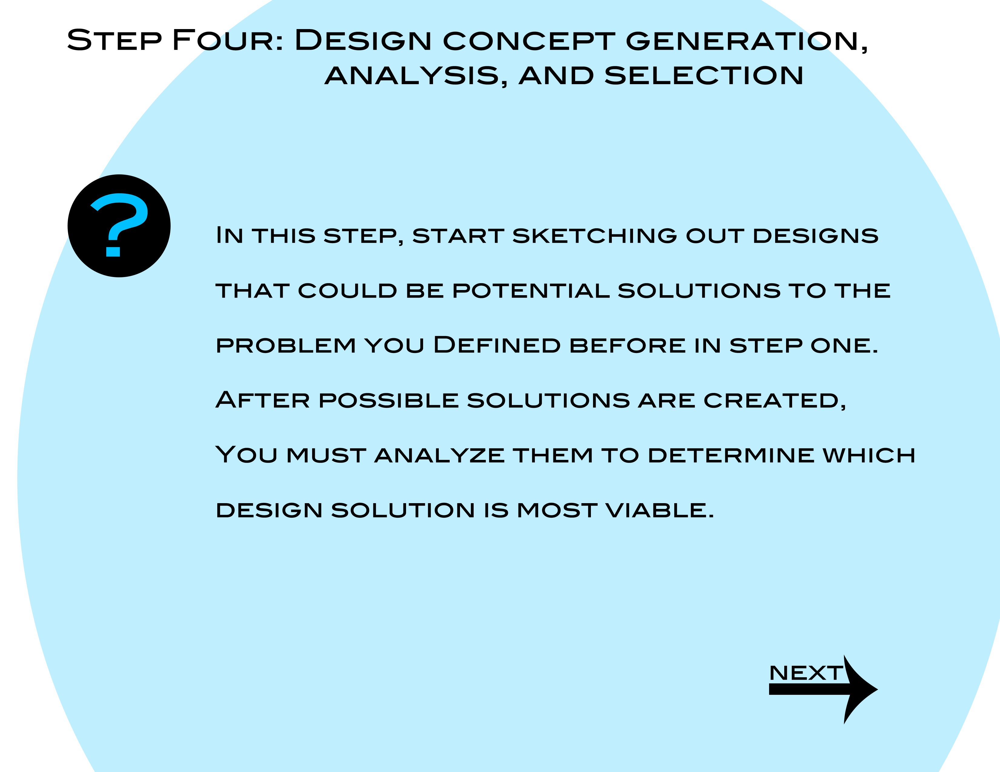 Step Four: Design concept generation,
analysis, and selection
?
In this step, start sketching out designs
that could be potential solutions to the
problem you Defined before in step one.
After possible solutions are created,
You must analyze them to determine which
design solution is most viable.
next